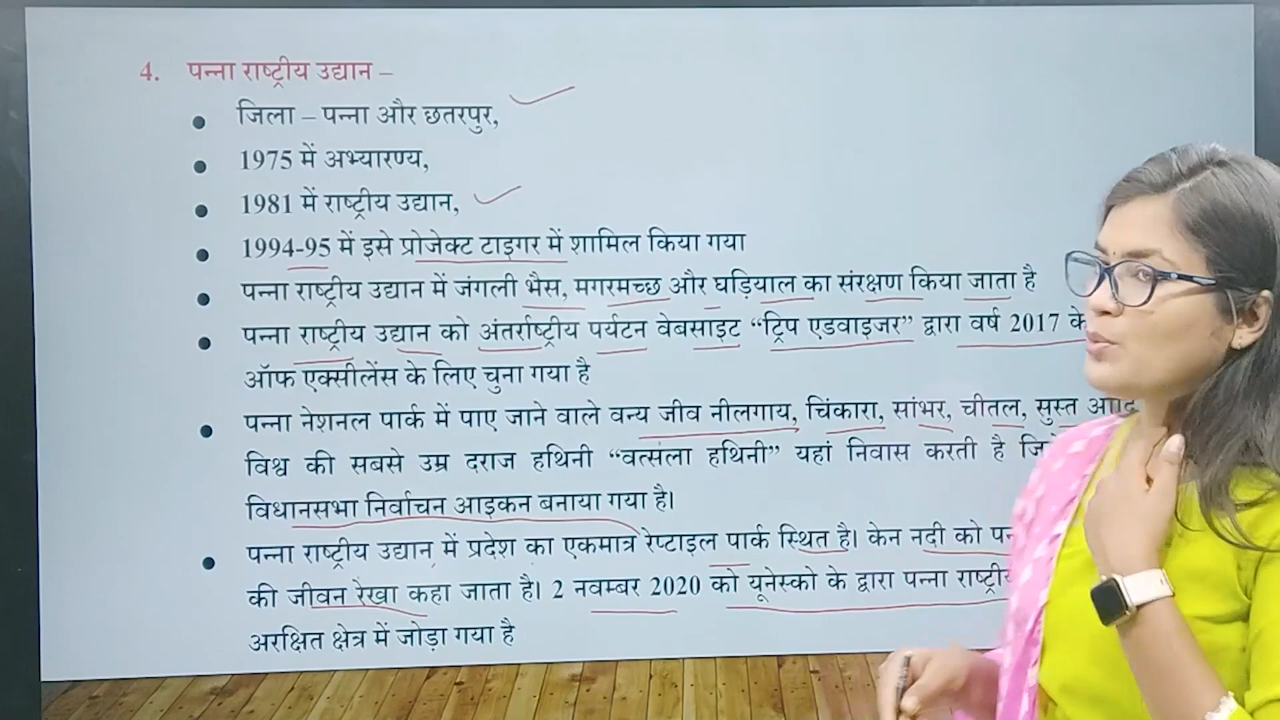 4. पन्ना राष्ट्रीय उद्यान –
● जिला – पन्ना और छतरपुर,
● 1975 में अभ्यारण्य,
● 1981 में राष्ट्रीय उद्यान,
● 1994-95 में इसे प्रोजेक्ट टाइगर में शामिल किया गया
● पन्ना राष्ट्रीय उद्यान में जंगली भैस, मगरमच्छ और घड़ियाल का संरक्षण किया जाता है
● पन्ना राष्ट्रीय उद्यान को अंतर्राष्ट्रीय पर्यटन वेबसाइट “ट्रिप एडवाइजर” द्वारा वर्ष 2017 के
ऑफ एक्सीलेंस के लिए चुना गया है
● पन्ना नेशनल पार्क में पाए जाने वाले वन्य जीव नीलगाय, चिंकारा, सांभर, चीतल, सुस्त आदि
विश्व की सबसे उम्र दराज हथिनी “वत्सला हथिनी” यहां निवास करती है
विधानसभा निर्वाचन आइकन बनाया गया है।
● पन्ना राष्ट्रीय उद्यान में प्रदेश का एकमात्र रेप्टाइल पार्क स्थित है। केन नदी को
की जीवन रेखा कहा जाता है। 2 नवम्बर 2020 को यूनेस्को के द्वारा पन्ना
अरक्षित क्षेत्र में जोड़ा गया है